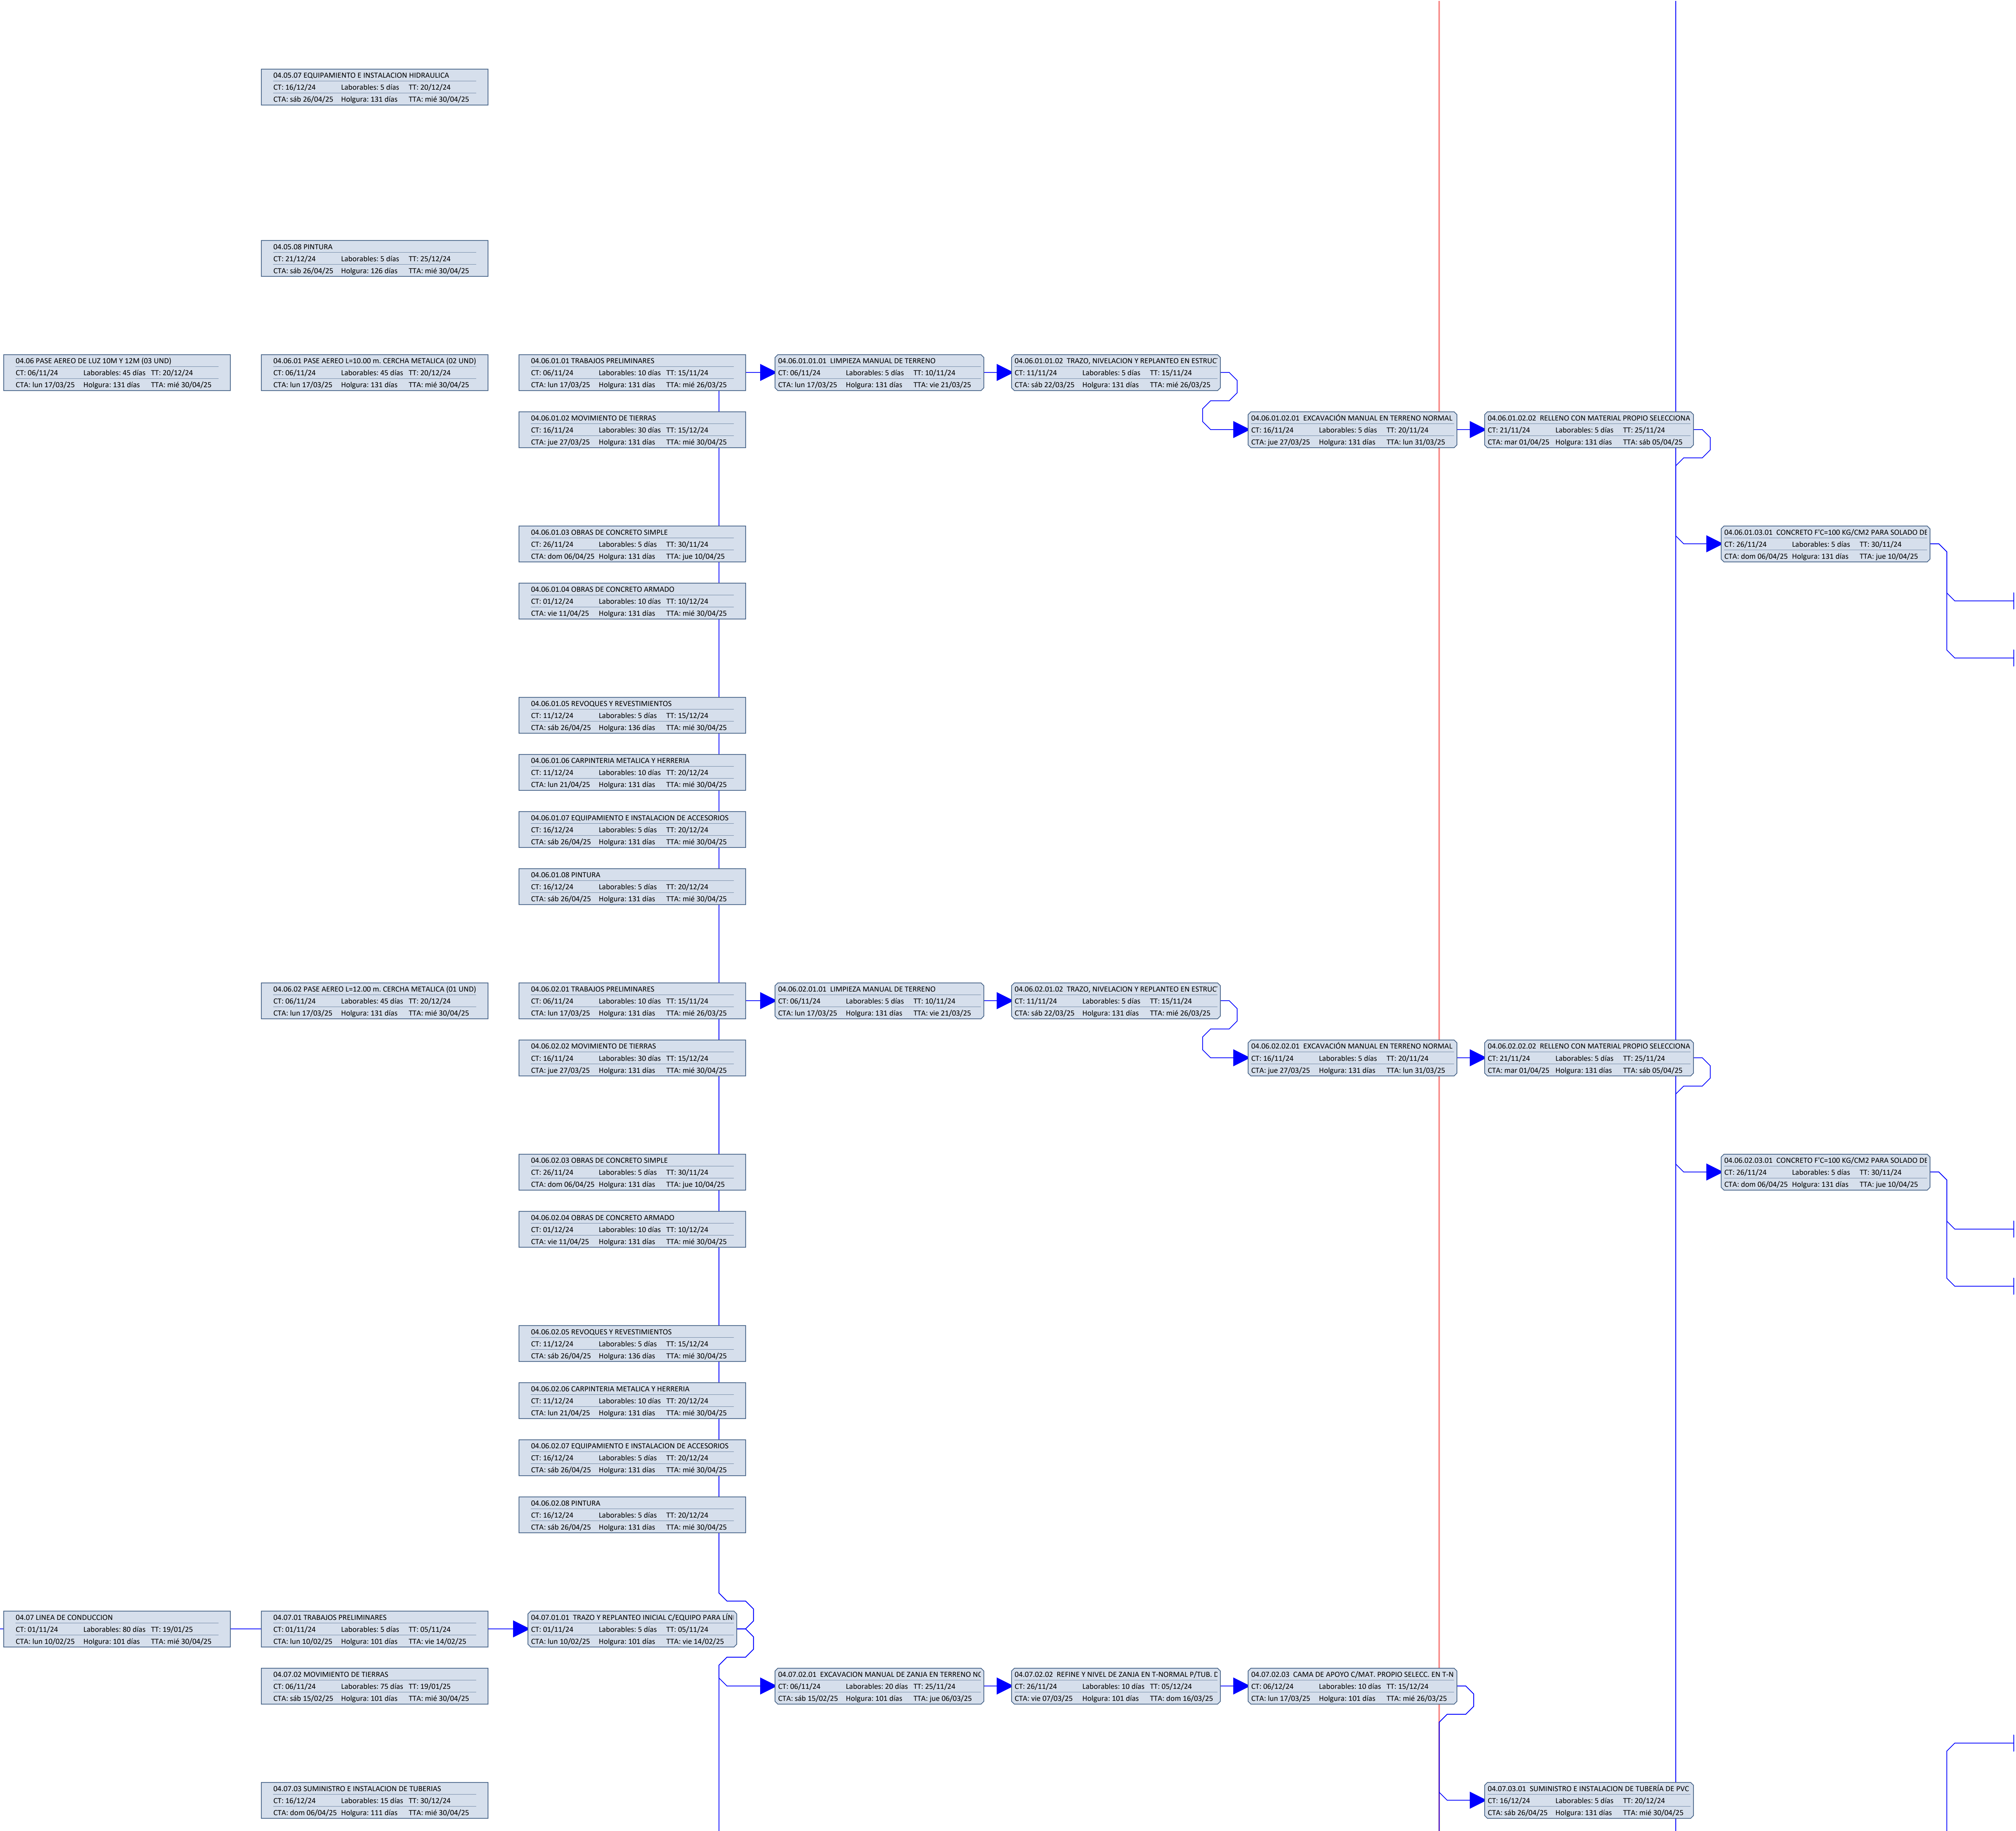 04.05.07 EQUIPAMIENTO E INSTALACION HIDRAULICA
CT: 16/12/24 Laborables: 5 días TT: 20/12/24
CTA: sáb 26/04/25 Holgura: 131 días TTA: mié 30/04/25
04.05.08 PINTURA
CT: 21/12/24 Laborables: 5 días TT: 25/12/24
CTA: sáb 26/04/25 Holgura: 126 días TTA: mié 30/04/25
04.06 PASE AEREO DE LUZ 10M Y 12M (03 UND)
CT: 06/11/24 Laborables: 45 días TT: 20/12/24
CTA: lun 17/03/25 Holgura: 131 días TTA: mié 30/04/25
04.06.01 PASE AEREO L=10.00 m. CERCHA METALICA (02 UND)
CT: 06/11/24 Laborables: 45 días TT: 20/12/24
CTA: lun 17/03/25 Holgura: 131 días TTA: mié 30/04/25
04.06.01.01 TRABAJOS PRELIMINARES
CT: 06/11/24 Laborables: 10 días TT: 15/11/24
CTA: lun 17/03/25 Holgura: 131 días TTA: mié 26/03/25
04.06.01.01.01 LIMPIEZA MANUAL DE TERRENO
CT: 06/11/24 Laborables: 5 días TT: 10/11/24
CTA: lun 17/03/25 Holgura: 131 días TTA: vie 21/03/25
04.06.01.01.02 TRAZO, NIVELACION Y REPLANTEO EN ESTRUC
CT: 11/11/24 Laborables: 5 días TT: 15/11/24
CTA: sáb 22/03/25 Holgura: 131 días TTA: mié 26/03/25
04.06.01.02 MOVIMIENTO DE TIERRAS
CT: 16/11/24 Laborables: 30 días TT: 15/12/24
CTA: jue 27/03/25 Holgura: 131 días TTA: mié 30/04/25
04.06.01.02.01 EXCAVACIÓN MANUAL EN TERRENO NORMAL
CT: 16/11/24 Laborables: 5 días TT: 20/11/24
CTA: jue 27/03/25 Holgura: 131 días TTA: lun 31/03/25
04.06.01.02.02 RELLENO CON MATERIAL PROPIO SELECCIONA
CT: 21/11/24 Laborables: 5 días TT: 25/11/24
CTA: mar 01/04/25 Holgura: 131 días TTA: sáb 05/04/25
04.06.01.03 OBRAS DE CONCRETO SIMPLE
CT: 26/11/24 Laborables: 5 días TT: 30/11/24
CTA: dom 06/04/25 Holgura: 131 días TTA: jue 10/04/25
04.06.01.03.01 CONCRETO F'C=100 KG/CM2 PARA SOLADO DE
CT: 26/11/24 Laborables: 5 días TT: 30/11/24
CTA: dom 06/04/25 Holgura: 131 días TTA: jue 10/04/25
04.06.01.04 OBRAS DE CONCRETO ARMADO
CT: 01/12/24 Laborables: 10 días TT: 10/12/24
CTA: vie 11/04/25 Holgura: 131 días TTA: mié 30/04/25
04.06.01.05 REVOQUES Y REVESTIMIENTOS
CT: 11/12/24 Laborables: 5 días TT: 15/12/24
CTA: sáb 26/04/25 Holgura: 136 días TTA: mié 30/04/25
04.06.01.06 CARPINTERIA METALICA Y HERRERIA
CT: 11/12/24 Laborables: 10 días TT: 20/12/24
CTA: lun 21/04/25 Holgura: 131 días TTA: mié 30/04/25
04.06.01.07 EQUIPAMIENTO E INSTALACION DE ACCESORIOS
CT: 16/12/24 Laborables: 5 días TT: 20/12/24
CTA: sáb 26/04/25 Holgura: 131 días TTA: mié 30/04/25
04.06.01.08 PINTURA
CT: 16/12/24 Laborables: 5 días TT: 20/12/24
CTA: sáb 26/04/25 Holgura: 131 días TTA: mié 30/04/25
04.06.02 PASE AEREO L=12.00 m. CERCHA METALICA (01 UND)
CT: 06/11/24 Laborables: 45 días TT: 20/12/24
CTA: lun 17/03/25 Holgura: 131 días TTA: mié 30/04/25
04.06.02.01 TRABAJOS PRELIMINARES
CT: 06/11/24 Laborables: 10 días TT: 15/11/24
CTA: lun 17/03/25 Holgura: 131 días TTA: mié 26/03/25
04.06.02.01.01 LIMPIEZA MANUAL DE TERRENO
CT: 06/11/24 Laborables: 5 días TT: 10/11/24
CTA: lun 17/03/25 Holgura: 131 días TTA: vie 21/03/25
04.06.02.01.02 TRAZO, NIVELACION Y REPLANTEO EN ESTRUC
CT: 11/11/24 Laborables: 5 días TT: 15/11/24
CTA: sáb 22/03/25 Holgura: 131 días TTA: mié 26/03/25
04.06.02.02 MOVIMIENTO DE TIERRAS
CT: 16/11/24 Laborables: 30 días TT: 15/12/24
CTA: jue 27/03/25 Holgura: 131 días TTA: mié 30/04/25
04.06.02.02.01 EXCAVACIÓN MANUAL EN TERRENO NORMAL
CT: 16/11/24 Laborables: 5 días TT: 20/11/24
CTA: jue 27/03/25 Holgura: 131 días TTA: lun 31/03/25
04.06.02.02.02 RELLENO CON MATERIAL PROPIO SELECCIONA
CT: 21/11/24 Laborables: 5 días TT: 25/11/24
CTA: mar 01/04/25 Holgura: 131 días TTA: sáb 05/04/25
04.06.02.03 OBRAS DE CONCRETO SIMPLE
CT: 26/11/24 Laborables: 5 días TT: 30/11/24
CTA: dom 06/04/25 Holgura: 131 días TTA: jue 10/04/25
04.06.02.03.01 CONCRETO F'C=100 KG/CM2 PARA SOLADO DE
CT: 26/11/24 Laborables: 5 días TT: 30/11/24
CTA: dom 06/04/25 Holgura: 131 días TTA: jue 10/04/25
04.06.02.04 OBRAS DE CONCRETO ARMADO
CT: 01/12/24 Laborables: 10 días TT: 10/12/24
CTA: vie 11/04/25 Holgura: 131 días TTA: mié 30/04/25
04.06.02.05 REVOQUES Y REVESTIMIENTOS
CT: 11/12/24 Laborables: 5 días TT: 15/12/24
CTA: sáb 26/04/25 Holgura: 136 días TTA: mié 30/04/25
04.06.02.06 CARPINTERIA METALICA Y HERRERIA
CT: 11/12/24 Laborables: 10 días TT: 20/12/24
CTA: lun 21/04/25 Holgura: 131 días TTA: mié 30/04/25
04.06.02.07 EQUIPAMIENTO E INSTALACION DE ACCESORIOS
CT: 16/12/24 Laborables: 5 días TT: 20/12/24
CTA: sáb 26/04/25 Holgura: 131 días TTA: mié 30/04/25
04.06.02.08 PINTURA
CT: 16/12/24 Laborables: 5 días TT: 20/12/24
CTA: sáb 26/04/25 Holgura: 131 días TTA: mié 30/04/25
04.07 LINEA DE CONDUCCION
CT: 01/11/24 Laborables: 80 días TT: 19/01/25
CTA: lun 10/02/25 Holgura: 101 días TTA: mié 30/04/25
04.07.01 TRABAJOS PRELIMINARES
CT: 01/11/24 Laborables: 5 días TT: 05/11/24
CTA: lun 10/02/25 Holgura: 101 días TTA: vie 14/02/25
04.07.01.01 TRAZO Y REPLANTEO INICIAL C/EQUIPO PARA LÍN
CT: 01/11/24 Laborables: 5 días TT: 05/11/24
CTA: lun 10/02/25 Holgura: 101 días TTA: vie 14/02/25
04.07.02 MOVIMIENTO DE TIERRAS
CT: 06/11/24 Laborables: 75 días TT: 19/01/25
CTA: sáb 15/02/25 Holgura: 101 días TTA: mié 30/04/25
04.07.02.01 EXCAVACION MANUAL DE ZANJA EN TERRENO NO
CT: 06/11/24 Laborables: 20 días TT: 25/11/24
CTA: sáb 15/02/25 Holgura: 101 días TTA: jue 06/03/25
04.07.02.02 REFINE Y NIVEL DE ZANJA EN T-NORMAL P/TUB. D
CT: 26/11/24 Laborables: 10 días TT: 05/12/24
CTA: vie 07/03/25 Holgura: 101 días TTA: dom 16/03/25
04.07.02.03 CAMA DE APOYO C/MAT. PROPIO SELECC. EN T-N
CT: 06/12/24 Laborables: 10 días TT: 15/12/24
CTA: lun 17/03/25 Holgura: 101 días TTA: mié 26/03/25
04.07.03 SUMINISTRO E INSTALACION DE TUBERIAS
CT: 16/12/24 Laborables: 15 días TT: 30/12/24
CTA: dom 06/04/25 Holgura: 111 días TTA: mié 30/04/25
04.07.03.01 SUMINISTRO E INSTALACION DE TUBERÍA DE PVC
CT: 16/12/24 Laborables: 5 días TT: 20/12/24
CTA: sáb 26/04/25 Holgura: 131 días TTA: mié 30/04/25